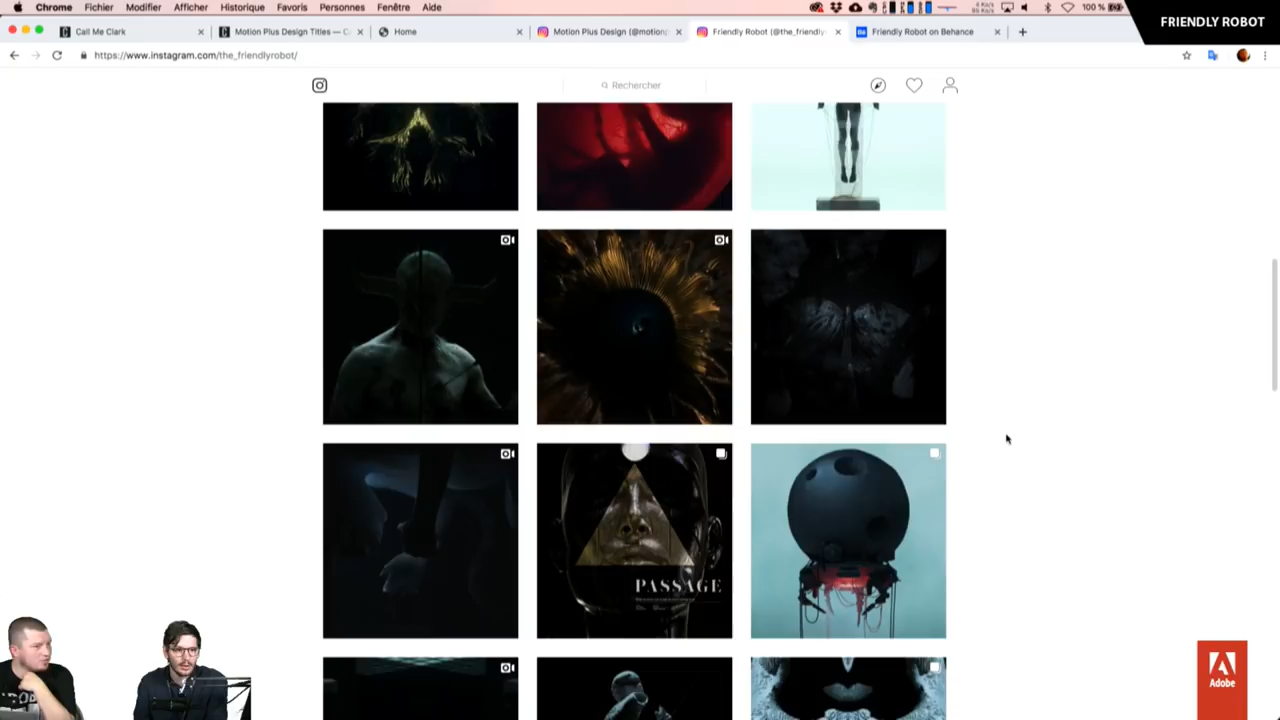 Chrome Fichier Modifier Afficher Historique Favoris Personnes Fenêtre Aide
100 %
FRIENDLY ROBOT
Call Me Clark
Motion Plus Design Titles — C
Home
Motion Plus Design (@motionp
Friendly Robot (@the_friendly
Bē Friendly Robot on Behance
https://www.instagram.com/the_friendlyrobot/
Rechercher
PASSAGE
Adobe